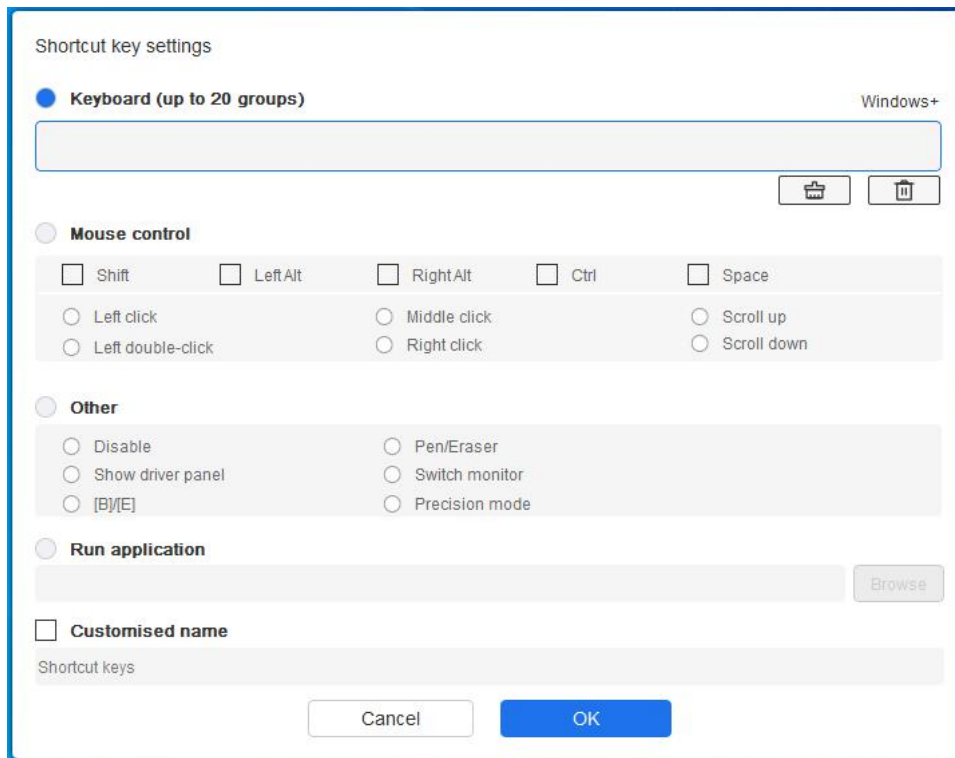 Shortcut key settings
Keyboard (up to 20 groups)
Windows+
Mouse control
Shift Left Alt Right Alt Ctrl Space
Left click Middle click Scroll up
Left double-click Right click Scroll down
Other
Disable Pen/Eraser
Show driver panel Switch monitor
[B]/[E] Precision mode
Run application
Browse
Customised name
Shortcut keys
Cancel OK